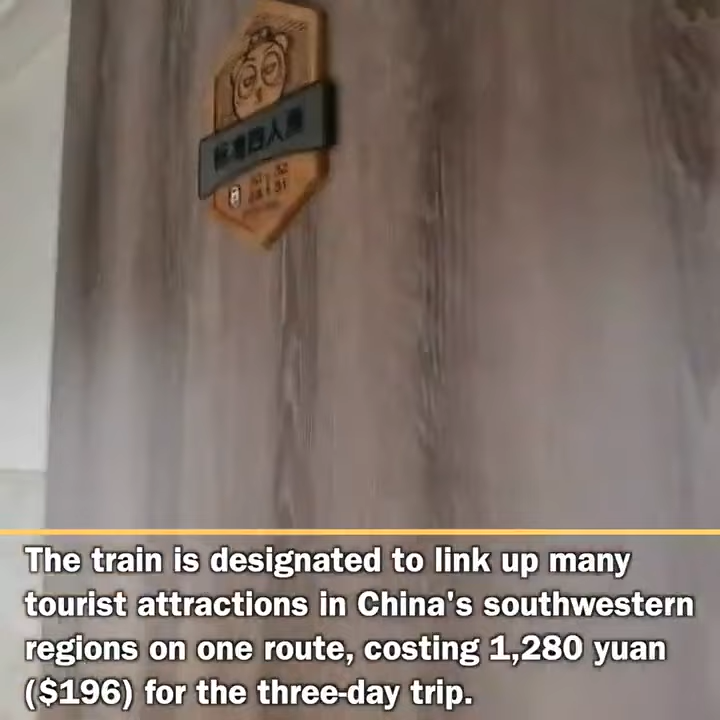 标准四人房
The train is designated to link up many
tourist attractions in China's southwestern
regions on one route, costing 1,280 yuan
($196) for the three-day trip.